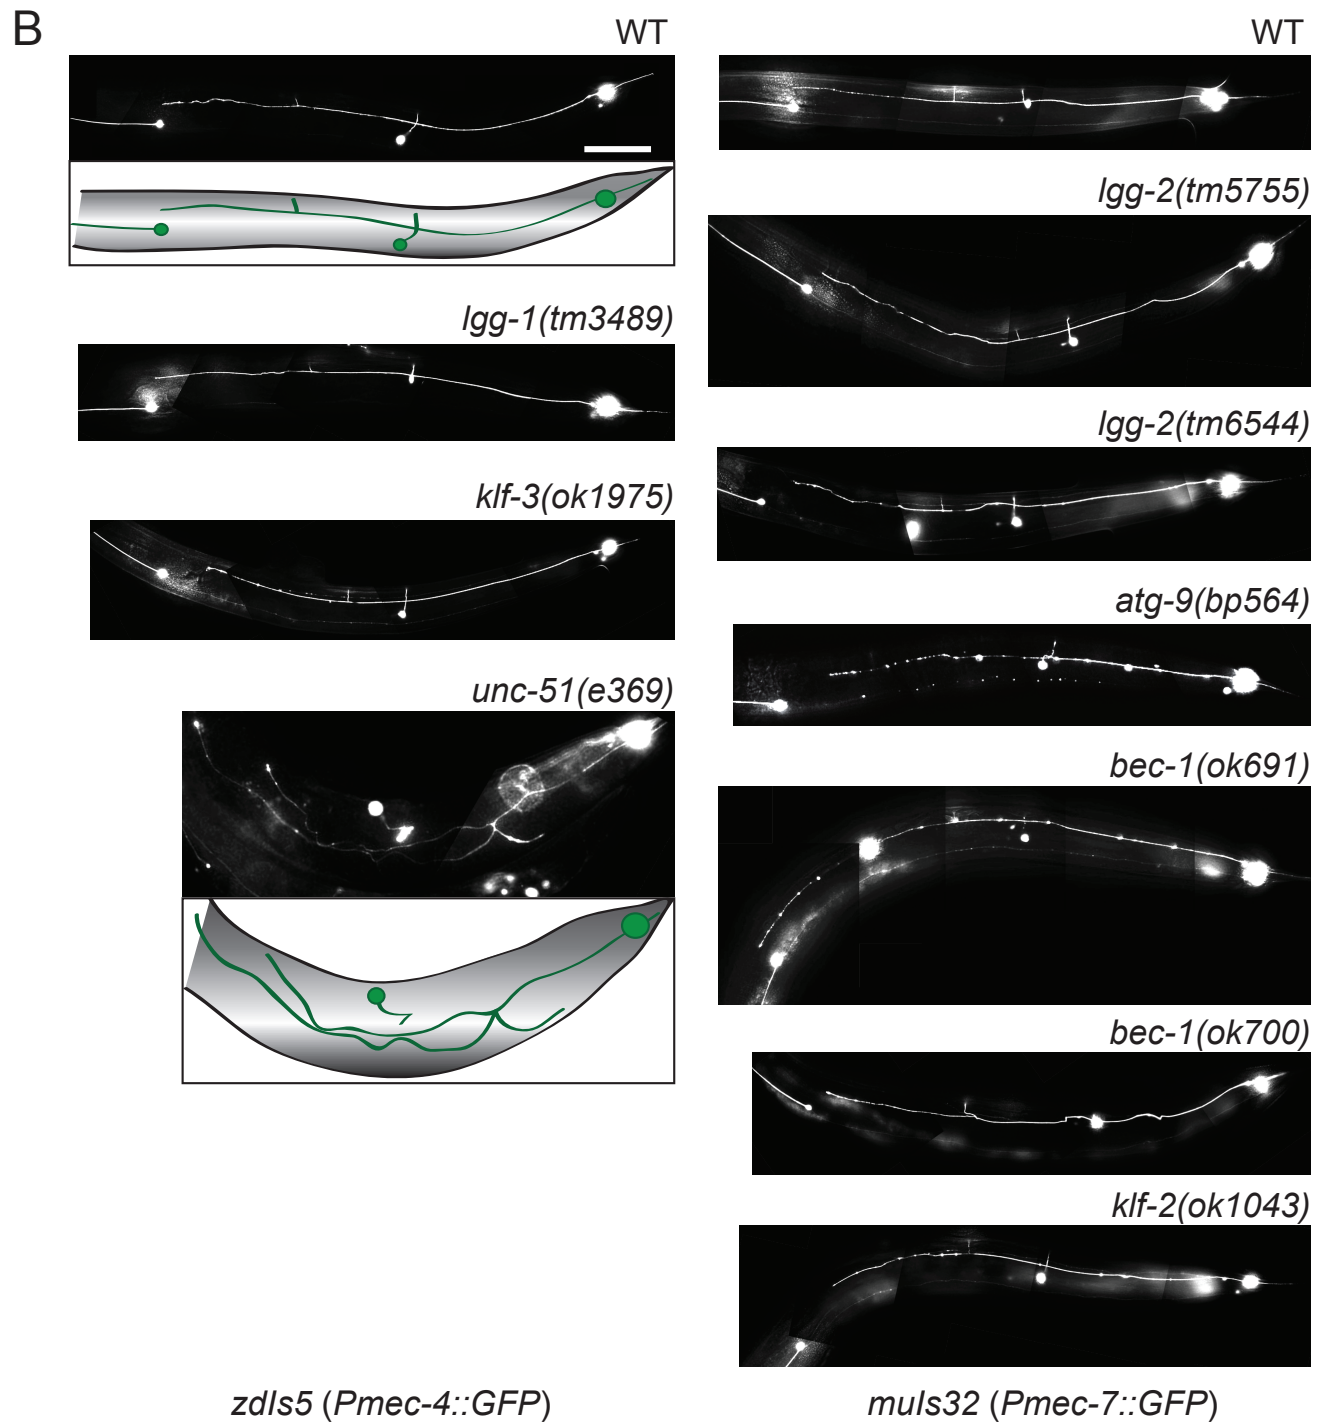 B
WT
lgg-1(tm3489)
klf-3(ok1975)
unc-51(e369)
zdIs5 (Pmec-4::GFP)
WT
lgg-2(tm5755)
lgg-2(tm6544)
atg-9(bp564)
bec-1(ok691)
bec-1(ok700)
klf-2(ok1043)
muIs32 (Pmec-7::GFP)